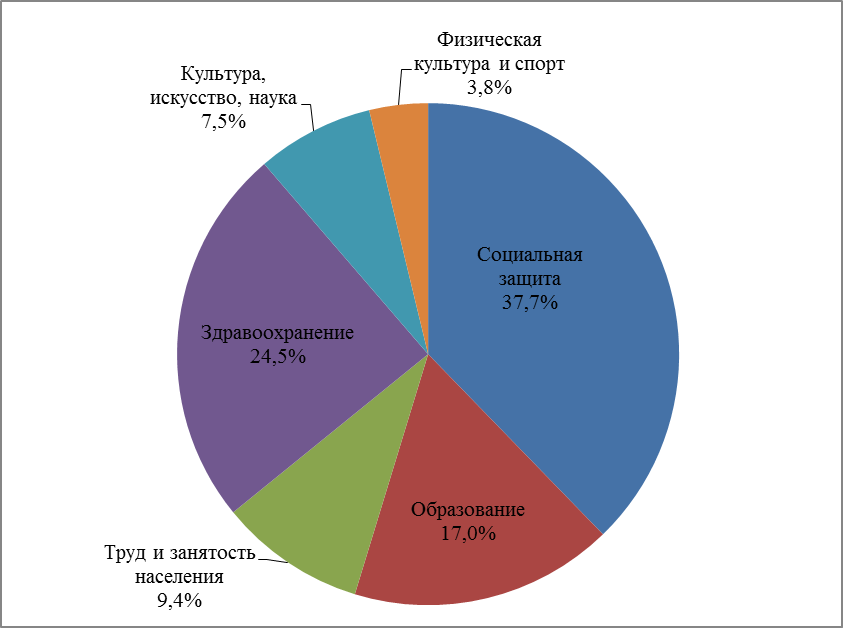 Физическая
культура и спорт
3,8%
Культура,
искусство, наука
7,5%
Социальная
защита
37,7%
Здравоохранение
24,5%
Образование
17,0%
Труд и занятость
населения
9,4%